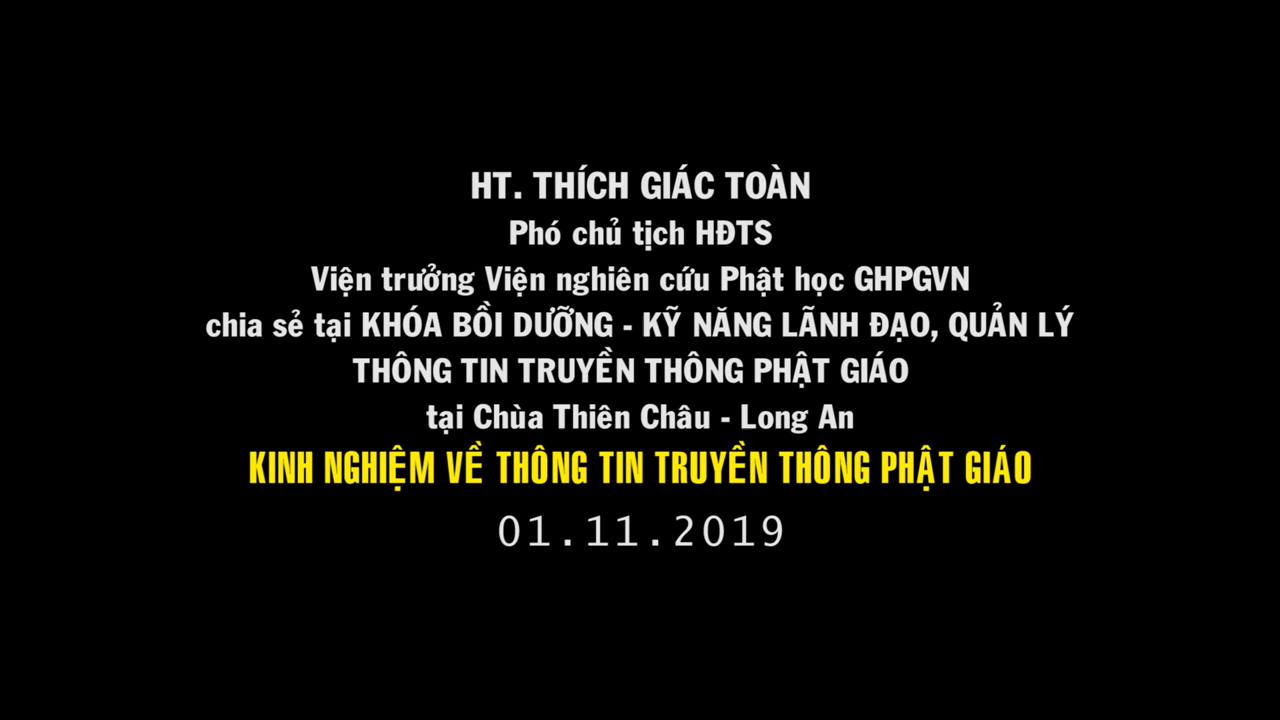 HT. THÍCH GIÁC TOÀN
Phó chủ tịch HĐTS
Viện trưởng Viện nghiên cứu Phật học GHPGVN
chia sẻ tại KHÓA BỒI DƯỠNG - KỸ NĂNG LÃNH ĐẠO, QUẢN LÝ
THÔNG TIN TRUYỀN THÔNG PHẬT GIÁO
tại Chùa Thiên Châu - Long An
KINH NGHIỆM VỀ THÔNG TIN TRUYỀN THÔNG PHẬT GIÁO
01.11.2019